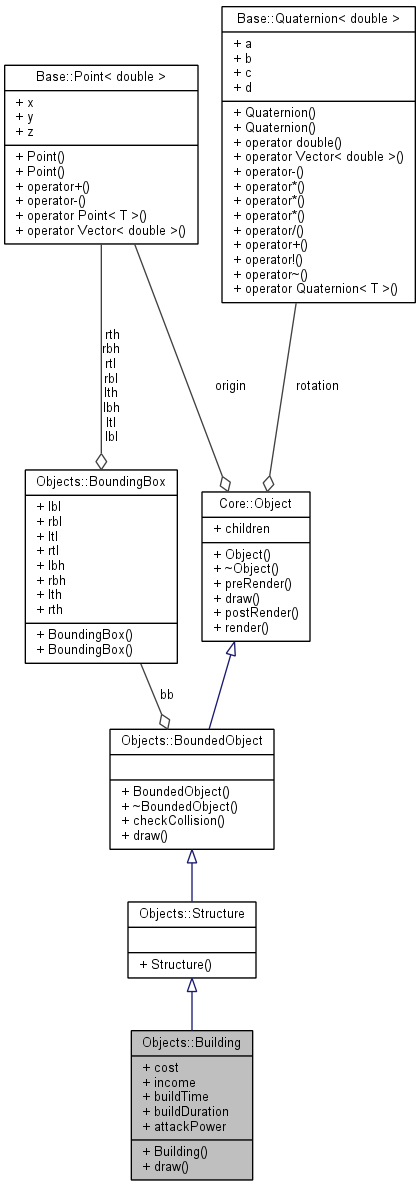 Base::Quaternion< double >
+ a
+ b
+ c
+ d
+ Quaternion()
+ Quaternion()
+ operator double()
+ operator Vector< double >()
+ operator-()
+ operator*()
+ operator*()
+ operator*()
+ operator/()
+ operator+()
+ operator!()
+ operator~()
+ operator Quaternion< T >()
Base::Point< double >
+ x
+ y
+ z
+ Point()
+ Point()
+ operator+()
+ operator-()
+ operator Point< T >()
+ operator Vector< double >()
rth
rbh
rtl
rbl
lth
lbh
ltl
lbl
origin
rotation
Objects::BoundingBox
+ lbl
+ rbl
+ ltl
+ rtl
+ lbh
+ rbh
+ lth
+ rth
+ BoundingBox()
+ BoundingBox()
Core::Object
+ children
+ Object()
+ ~Object()
+ preRender()
+ draw()
+ postRender()
+ render()
bb
Objects::BoundedObject
+ BoundedObject()
+ ~BoundedObject()
+ checkCollision()
+ draw()
Objects::Structure
+ Structure()
Objects::Building
+ cost
+ income
+ buildTime
+ buildDuration
+ attackPower
+ Building()
+ draw()